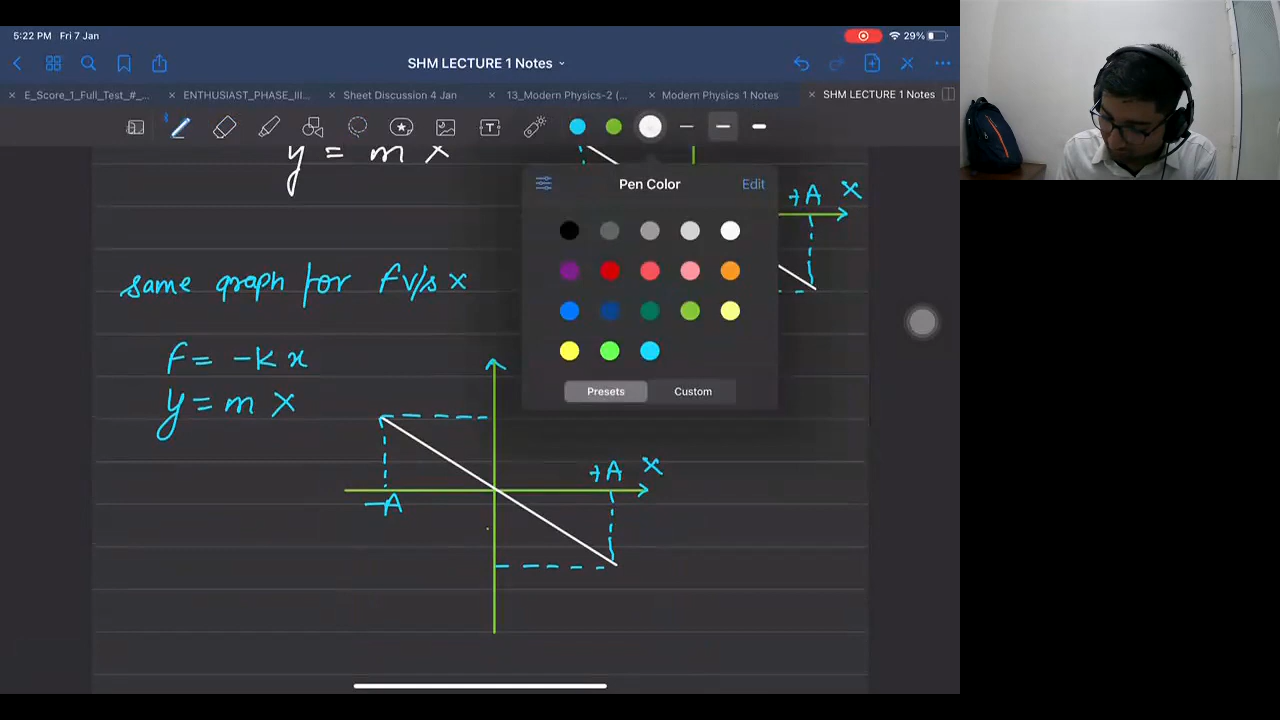 5:22 PM Fri 7 Jan
29%
SHM LECTURE 1 Notes
E_Score_1_Full_Test_#_...
ENTHUSIAST_PHASE_III...
Sheet Discussion 4 Jan
13_Modern Physics-2 (...
Modern Physics 1 Notes
SHM LECTURE 1 Notes
y = m x
Pen Color
Edit
+A X
same graph for F v/s x
Presets
Custom
F = -K x
y = m X
+A X
-A